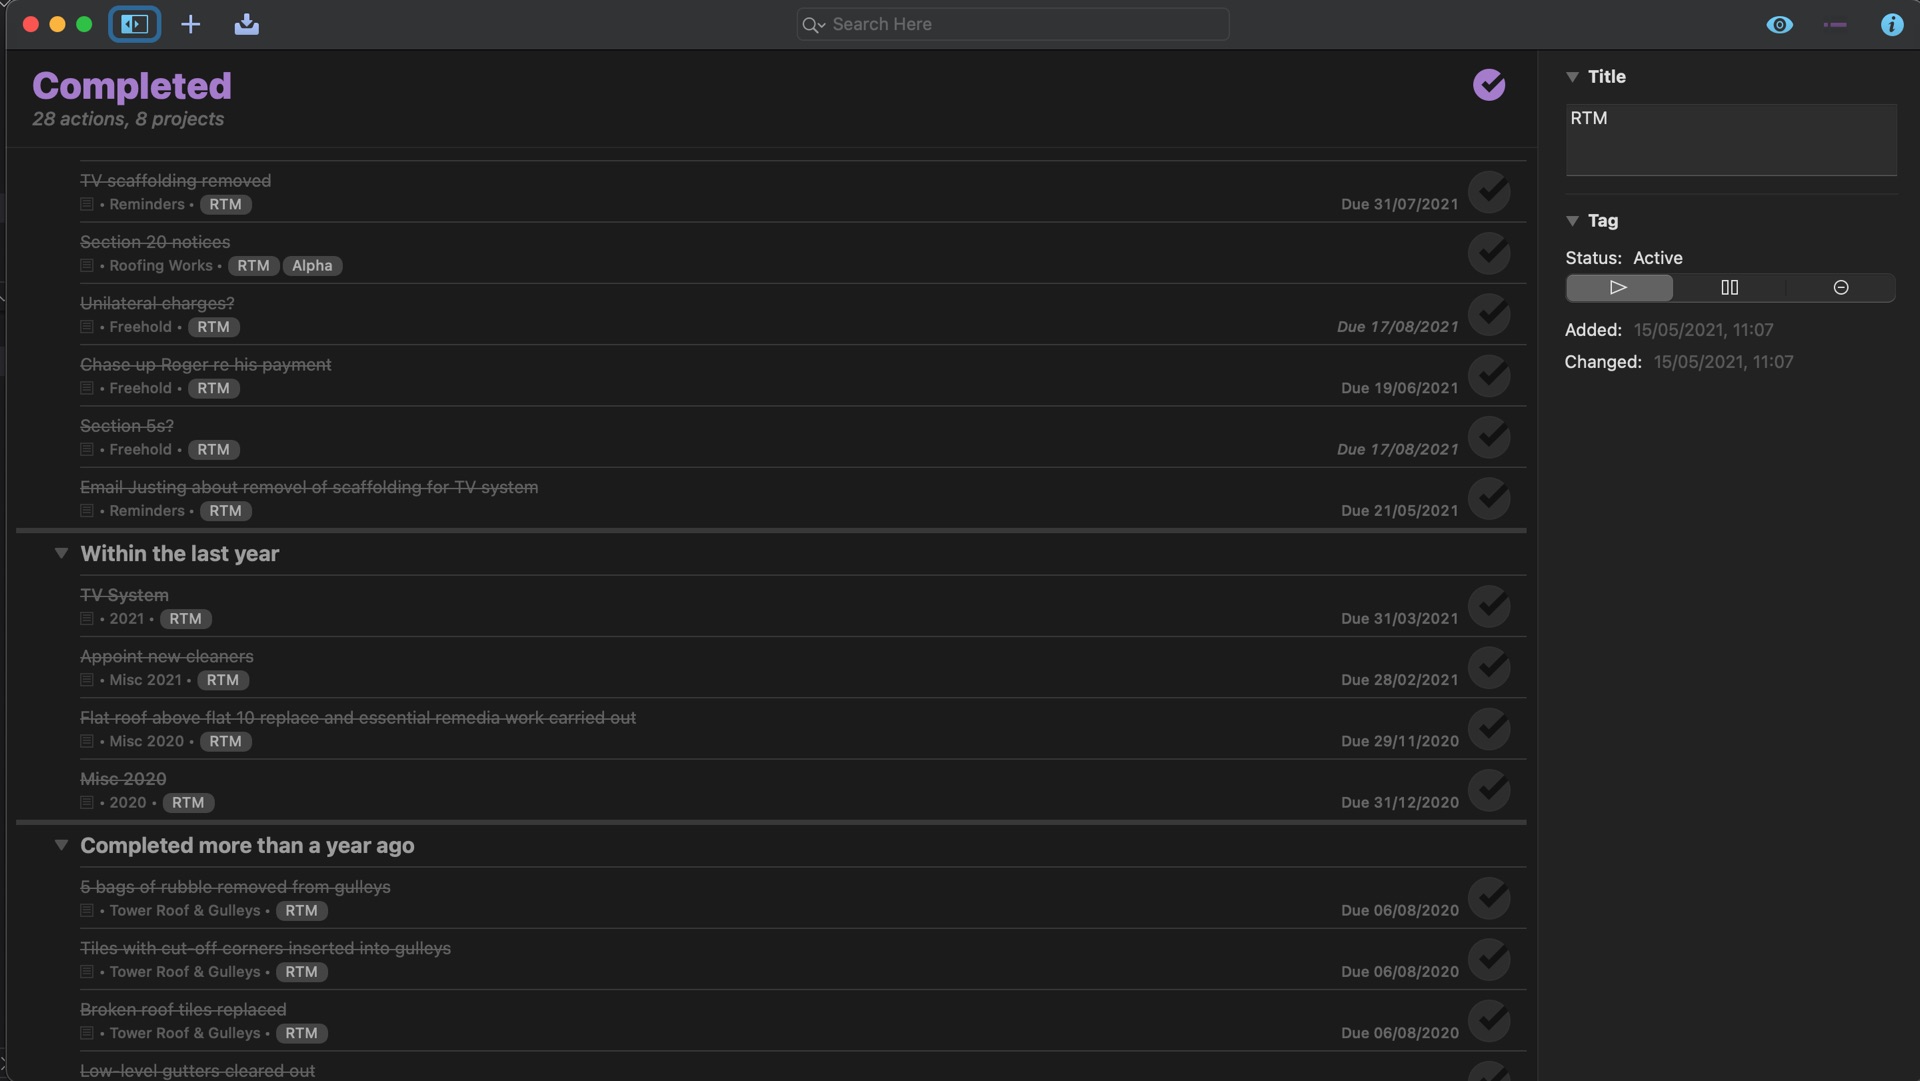 Search Here
Completed
28 actions, 8 projects
TV scaffolding removed
• Reminders • RTM
Due 31/07/2021
Section 20 notices
• Roofing Works • RTM Alpha
Unilateral charges?
• Freehold • RTM
Due 17/08/2021
Chase up Roger re his payment
• Freehold • RTM
Due 19/06/2021
Section 5s?
• Freehold • RTM
Due 17/08/2021
Email Justing about removel of scaffolding for TV system
• Reminders • RTM
Due 21/05/2021
Within the last year
TV System
• 2021 • RTM
Due 31/03/2021
Appoint new cleaners
• Misc 2021 • RTM
Due 28/02/2021
Flat roof above flat 10 replace and essential remedia work carried out
• Misc 2020 • RTM
Due 29/11/2020
Misc 2020
• 2020 • RTM
Due 31/12/2020
Completed more than a year ago
5 bags of rubble removed from gulleys
• Tower Roof & Gulleys • RTM
Due 06/08/2020
Tiles with cut-off corners inserted into gulleys
• Tower Roof & Gulleys • RTM
Due 06/08/2020
Broken roof tiles replaced
• Tower Roof & Gulleys • RTM
Due 06/08/2020
Low-level gutters cleared out
Title
RTM
Tag
Status: Active
Added: 15/05/2021, 11:07
Changed: 15/05/2021, 11:07